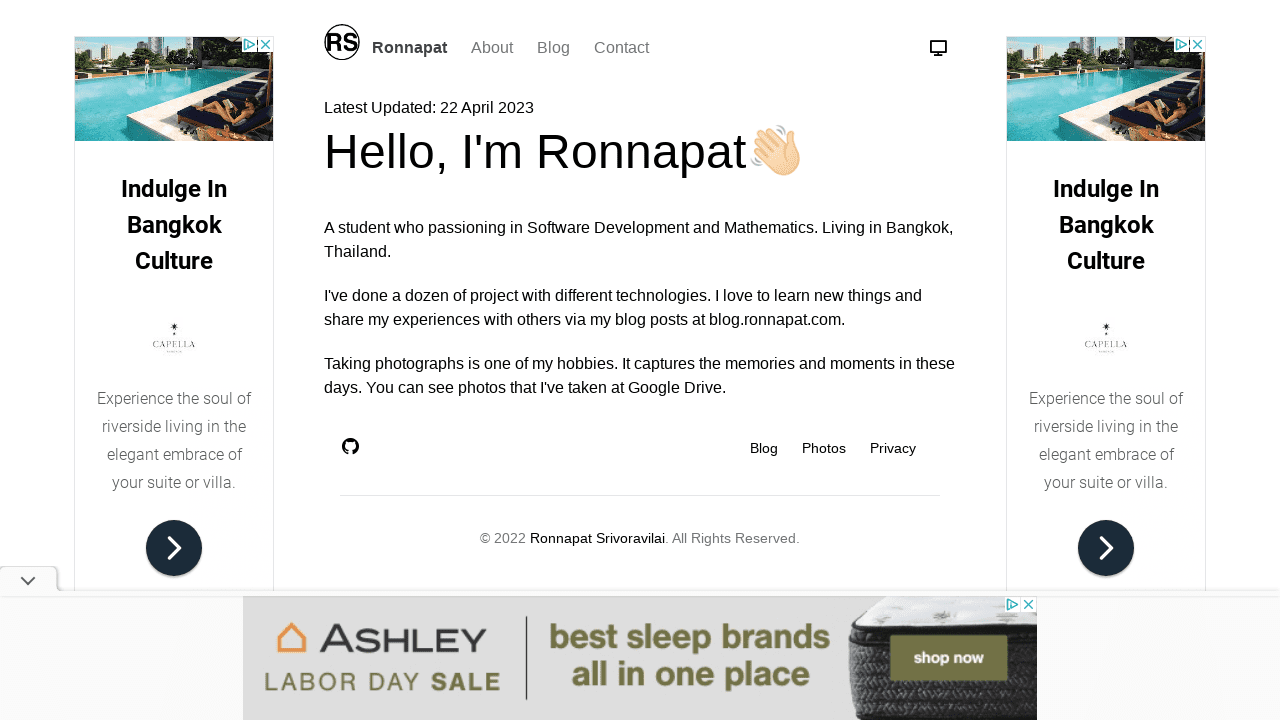 RS
Ronnapat About Blog Contact
Latest Updated: 22 April 2023
Hello, I'm Ronnapat
A student who passioning in Software Development and Mathematics. Living in Bangkok,
Thailand.
I've done a dozen of project with different technologies. I love to learn new things and
share my experiences with others via my blog posts at blog.ronnapat.com.
Taking photographs is one of my hobbies. It captures the memories and moments in these
days. You can see photos that I've taken at Google Drive.
Blog Photos Privacy
© 2022 Ronnapat Srivoravilai. All Rights Reserved.
Indulge In
Bangkok
Culture
CAPELLA
Experience the soul of
riverside living in the
elegant embrace of
your suite or villa.
Indulge In
Bangkok
Culture
CAPELLA
Experience the soul of
riverside living in the
elegant embrace of
your suite or villa.
ASHLEY
LABOR DAY SALE
best sleep brands
all in one place
shop now